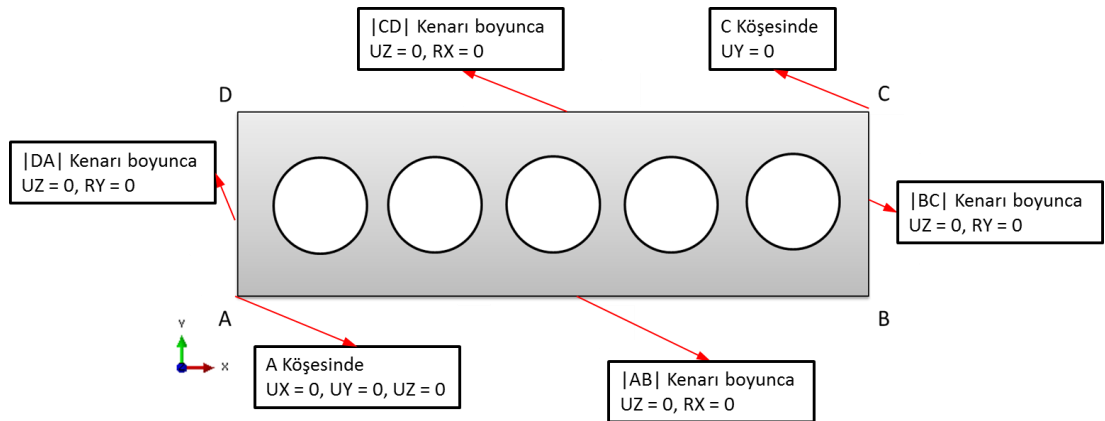 |CD| Kenarı boyunca
UZ = 0, RX = 0
C Köşesinde
UY = 0
D
C
|DA| Kenarı boyunca
UZ = 0, RY = 0
|BC| Kenarı boyunca
UZ = 0, RY = 0
A
B
Y
X
A Köşesinde
UX = 0, UY = 0, UZ = 0
|AB| Kenarı boyunca
UZ = 0, RX = 0